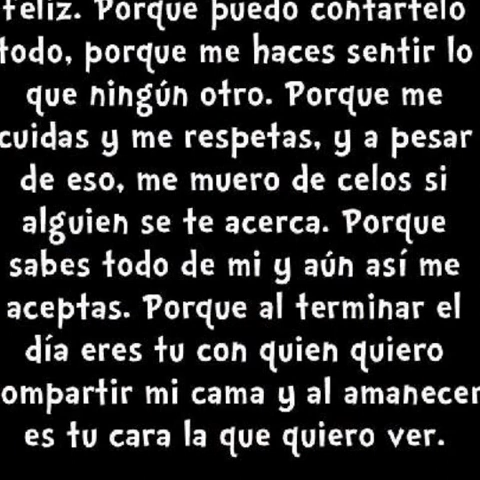 feliz. Porque puedo contartelo
todo, porque me haces sentir lo
que ningún otro. Porque me
cuidas y me respetas, y a pesar
de eso, me muero de celos si
alguien se te acerca. Porque
sabes todo de mi y aún así me
aceptas. Porque al terminar el
día eres tu con quien quiero
compartir mi cama y al amanecer
es tu cara la que quiero ver.